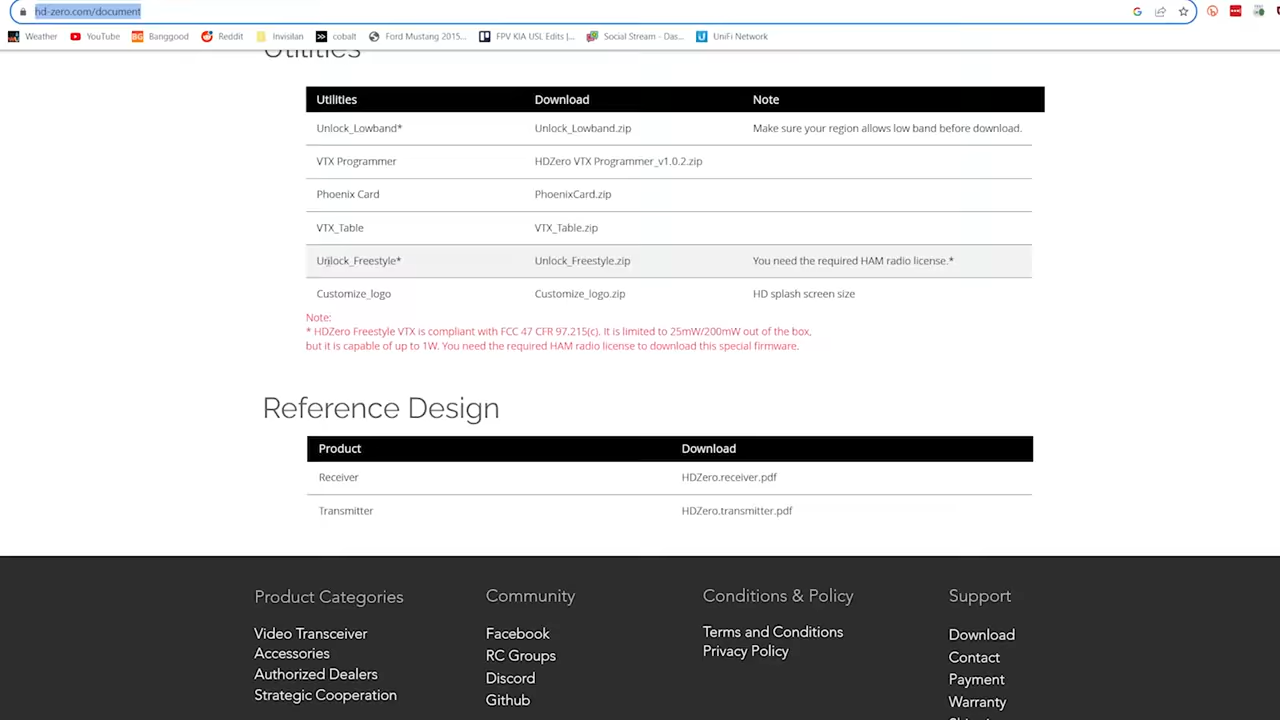 hd-zero.com/document
Weather YouTube Banggood Reddit Invisilan cobalt Ford Mustang 2015... FPV KIA USL Edits |... Social Stream - Das... UniFi Network
Utilities
Utilities Download Note
Unlock_Lowband* Unlock_Lowband.zip Make sure your region allows low band before download.
VTX Programmer HDZero VTX Programmer_v1.0.2.zip
Phoenix Card PhoenixCard.zip
VTX_Table VTX_Table.zip
Unlock_Freestyle* Unlock_Freestyle.zip You need the required HAM radio license.*
Customize_logo Customize_logo.zip HD splash screen size
Note:
* HDZero Freestyle VTX is compliant with FCC 47 CFR 97.215(c). It is limited to 25mW/200mW out of the box,
but it is capable of up to 1W. You need the required HAM radio license to download this special firmware.
Reference Design
Product Download
Receiver HDZero.receiver.pdf
Transmitter HDZero.transmitter.pdf
Product Categories Community Conditions & Policy Support
Video Transceiver Facebook Terms and Conditions Download
Accessories RC Groups Privacy Policy Contact
Authorized Dealers Discord Payment
Strategic Cooperation Github Warranty